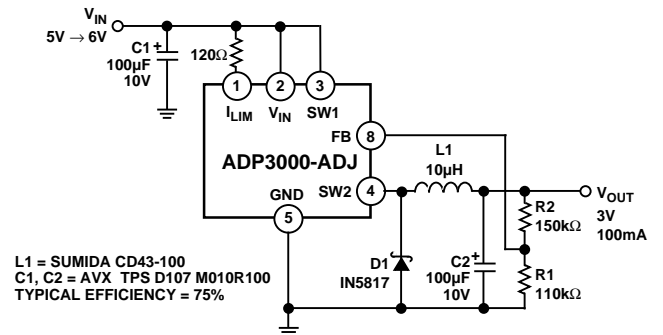 VIN
5V → 6V
C1
+
100µF
10V
120Ω
1
2
3
ILIM
VIN
SW1
FB
8
ADP3000-ADJ
L1
10µH
SW2
4
GND
5
VOUT
3V
100mA
R2
150kΩ
D1
IN5817
C2
+
100µF
10V
R1
110kΩ
L1 = SUMIDA CD43-100
C1, C2 = AVX TPS D107 M010R100
TYPICAL EFFICIENCY = 75%